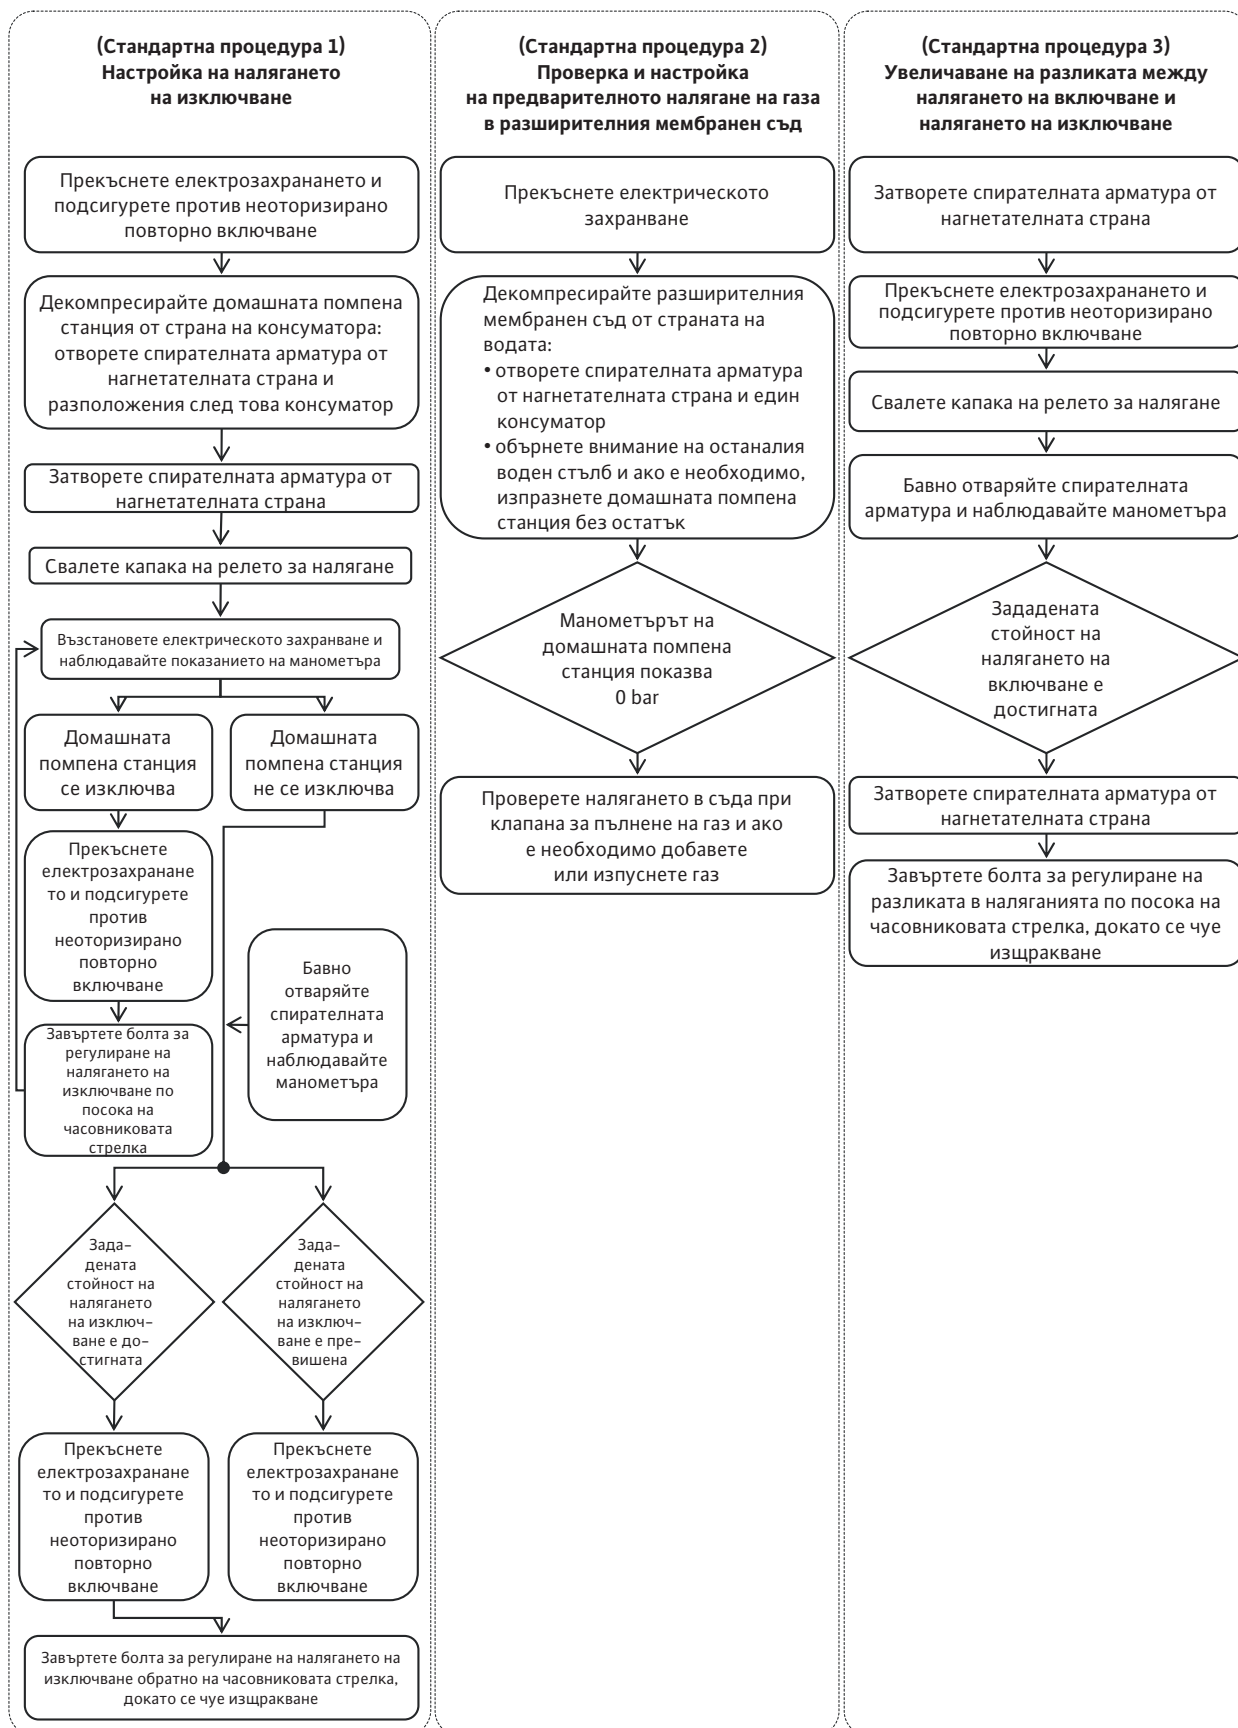 (Стандартна процедура 1)
Настройка на налягането
на изключване
Прекъснете електрозахранането и
подсигурете против неоторизирано
повторно включване
Декомпресирайте домашната помпена
станция от страна на консуматора:
отворете спирателната арматура от
нагнетателната страна и
разположения след това консуматор
Затворете спирателната арматура от
нагнетателната страна
Свалете капака на релето за налягане
Възстановете електрическото захранване и
наблюдавайте показанието на манометъра
Домашната
помпена станция
се изключва
Домашната
помпена станция
не се изключва
Прекъснете
електрозахранане
то и подсигурете
против
неоторизирано
повторно
включване
Бавно
отваряйте
спирателната
арматура и
наблюдавайте
манометъра
Завъртете болта за
регулиране на
налягането на
изключване по
посока на
часовниковата
стрелка
Зада-
дената
стойност на
налягането
на изключ-
ване е до-
стигната
Зада-
дената
стойност на
налягането
на изключ-
ване е пре-
вишена
Прекъснете
електрозахранане
то и подсигурете
против
неоторизирано
повторно
включване
Прекъснете
електрозахранане
то и подсигурете
против
неоторизирано
повторно
включване
Завъртете болта за регулиране на налягането на
изключване обратно на часовниковата стрелка,
докато се чуе изщракване
(Стандартна процедура 2)
Проверка и настройка
на предварителното налягане на газа
в разширителния мембранен съд
Прекъснете електрическото
захранване
Декомпресирайте разширителния
мембранен съд от страната на
водата:
• отворете спирателната арматура
от нагнетателната страна и един
консуматор
• обърнете внимание на останалия
воден стълб и ако е необходимо,
изпразнете домашната помпена
станция без остатък
Манометърът на
домашната помпена
станция показва
0 bar
Проверете налягането в съда при
клапана за пълнене на газ и ако
е необходимо добавете
или изпуснете газ
(Стандартна процедура 3)
Увеличаване на разликата между
налягането на включване и
налягането на изключване
Затворете спирателната арматура от
нагнетателната страна
Прекъснете електрозахранането и
подсигурете против неоторизирано
повторно включване
Свалете капака на релето за налягане
Бавно отваряйте спирателната
арматура и наблюдавайте манометъра
Зададената
стойност на
налягането на
включване е
достигната
Затворете спирателната арматура от
нагнетателната страна
Завъртете болта за регулиране на
разликата в наляганията по посока на
часовниковата стрелка, докато се чуе
изщракване